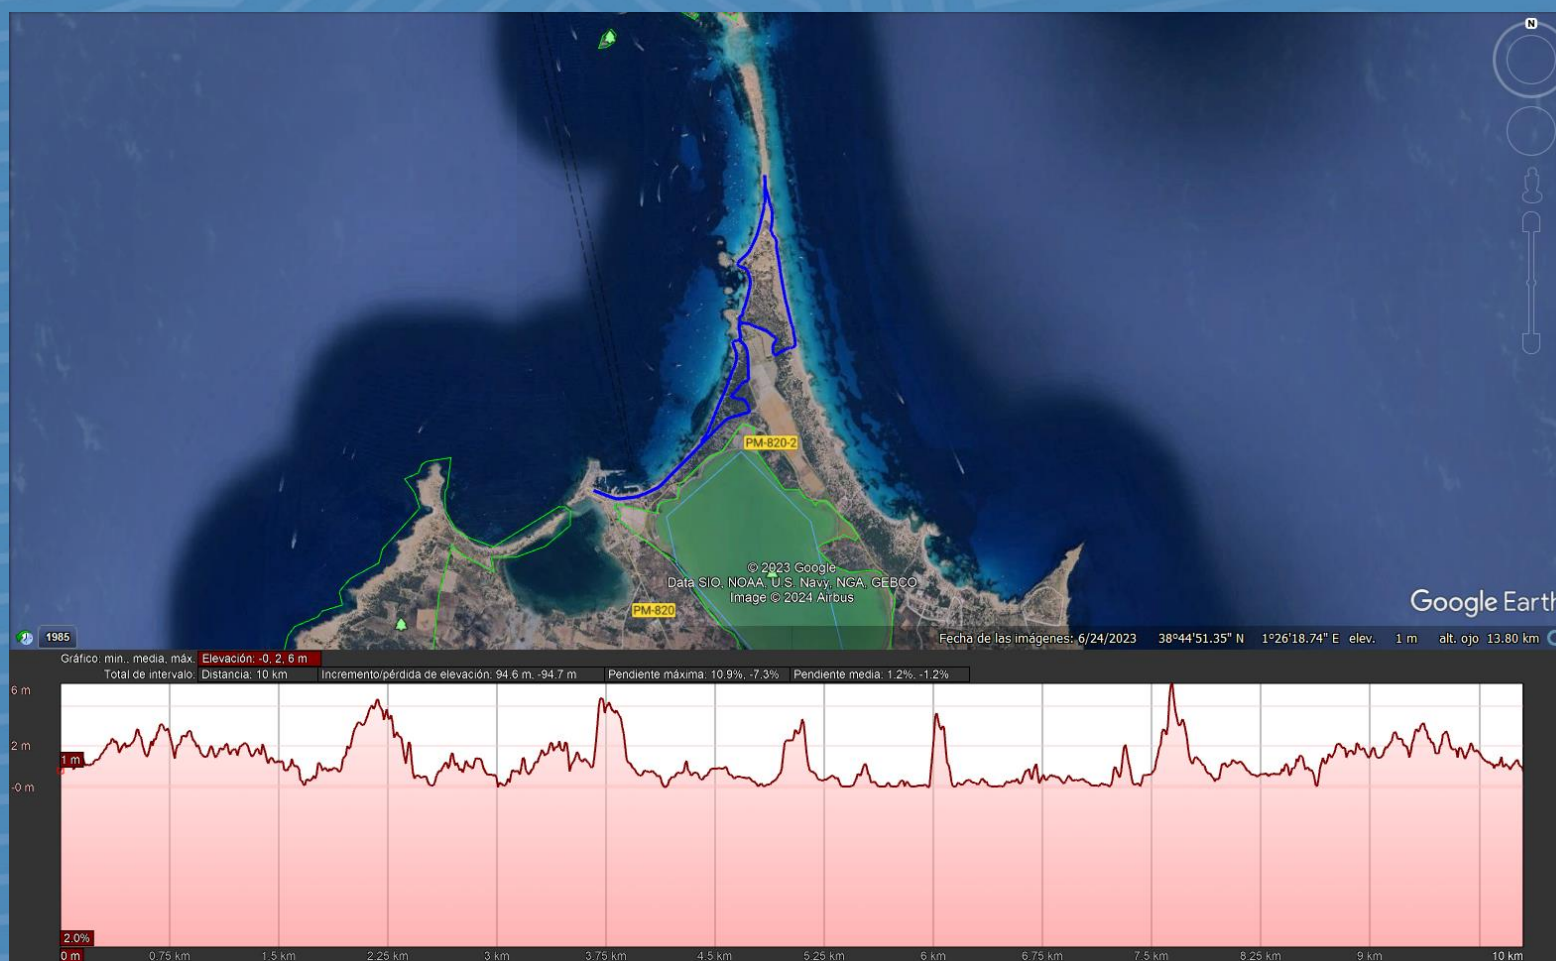 N
PM-820-2
© 2023 Google
Data SIO, NOAA, U.S. Navy, NGA, GEBCO
Image © 2024 Airbus
PM-820
Google Earth
1985
Fecha de las imágenes: 6/24/2023 38°44'51.35" N 1°26'18.74" E elev. 1 m alt. ojo 13.80 km
Gráfico: mín., media, máx. Elevación: -0, 2, 6 m
Total de intervalo: Distancia: 10 km Incremento/pérdida de elevación: 94.6 m, -94.7 m Pendiente máxima: 10.9%, -7.3% Pendiente media: 1.2%, -1.2%
6 m
2 m
1 m
-0 m
2.0%
0 m 0.75 km 1.5 km 2.25 km 3 km 3.75 km 4.5 km 5.25 km 6 km 6.75 km 7.5 km 8.25 km 9 km 10 km